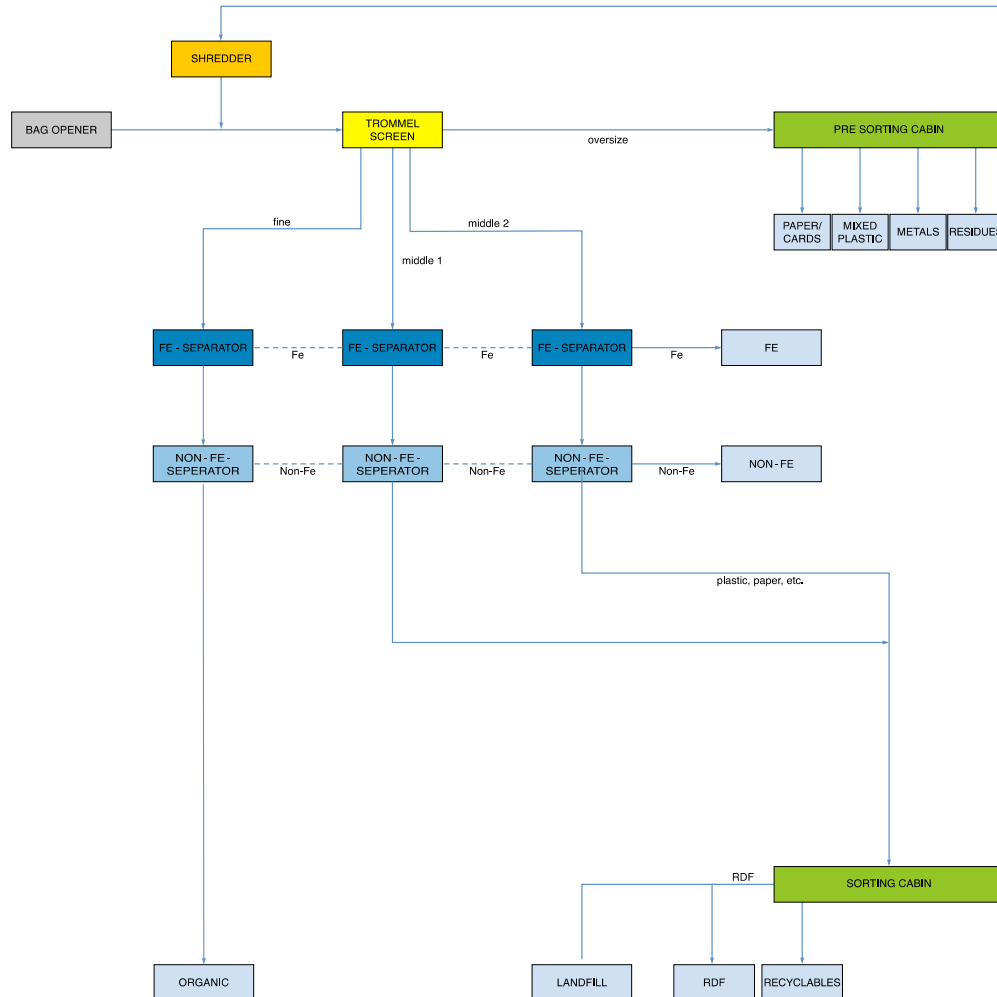 SHREDDER
BAG OPENER
TROMMEL
SCREEN
oversize
PRE SORTING CABIN
fine
middle 2
middle 1
PAPER/
CARDS
MIXED
PLASTIC
METALS
RESIDUES
FE - SEPARATOR
Fe
FE - SEPARATOR
Fe
FE - SEPARATOR
Fe
FE
NON - FE -
SEPERATOR
Non-Fe
NON - FE -
SEPERATOR
Non-Fe
NON - FE -
SEPERATOR
Non-Fe
NON - FE
plastic, paper, etc.
RDF
SORTING CABIN
ORGANIC
LANDFILL
RDF
RECYCLABLES